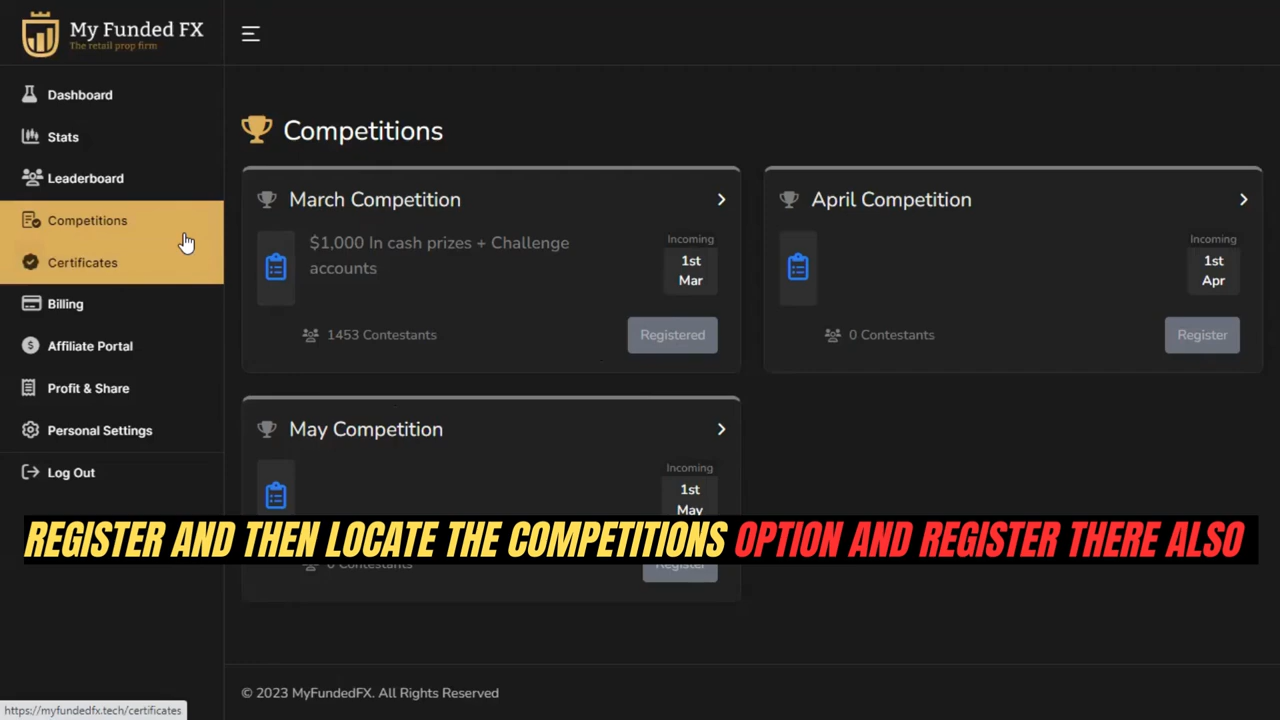 My Funded FX
The retail prop firm
Dashboard
Stats
Leaderboard
Competitions
Certificates
Billing
Affiliate Portal
Profit & Share
Personal Settings
Log Out
Competitions
March Competition
$1,000 In cash prizes + Challenge
accounts
Incoming
1st
Mar
1453 Contestants
Registered
April Competition
Incoming
1st
Apr
0 Contestants
Register
May Competition
Incoming
1st
May
0 Contestants
Register
REGISTER AND THEN LOCATE THE COMPETITIONS OPTION AND REGISTER THERE ALSO
© 2023 MyFundedFX. All Rights Reserved
https://myfundedfx.tech/certificates